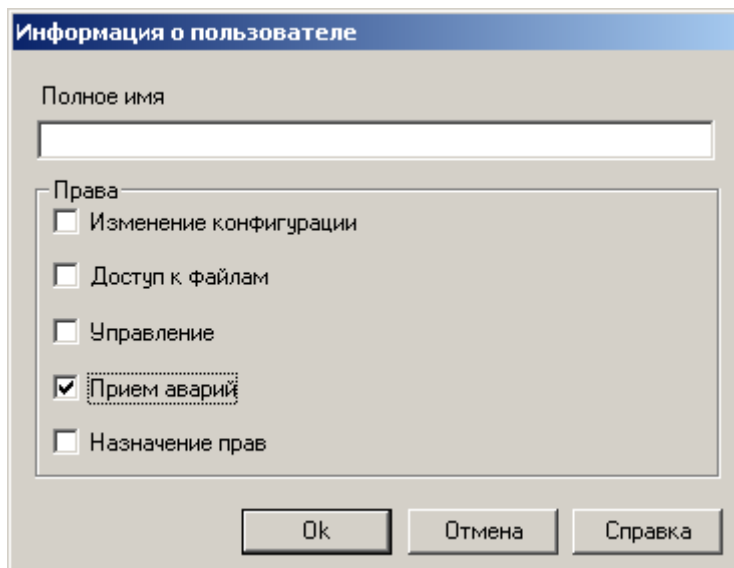 Информация о пользователе
Полное имя
Права
Изменение конфигурации
Доступ к файлам
Управление
Прием аварий
Назначение прав
Ok Отмена Справка